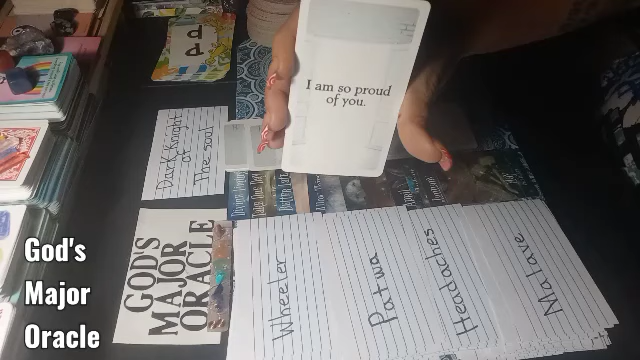 I am so proud
of you.
Dark Knight
of
The soul
GOD'S
MAJOR
ORACLE
Wheeler
Patwa
Headaches
Malave
God's
Major
Oracle